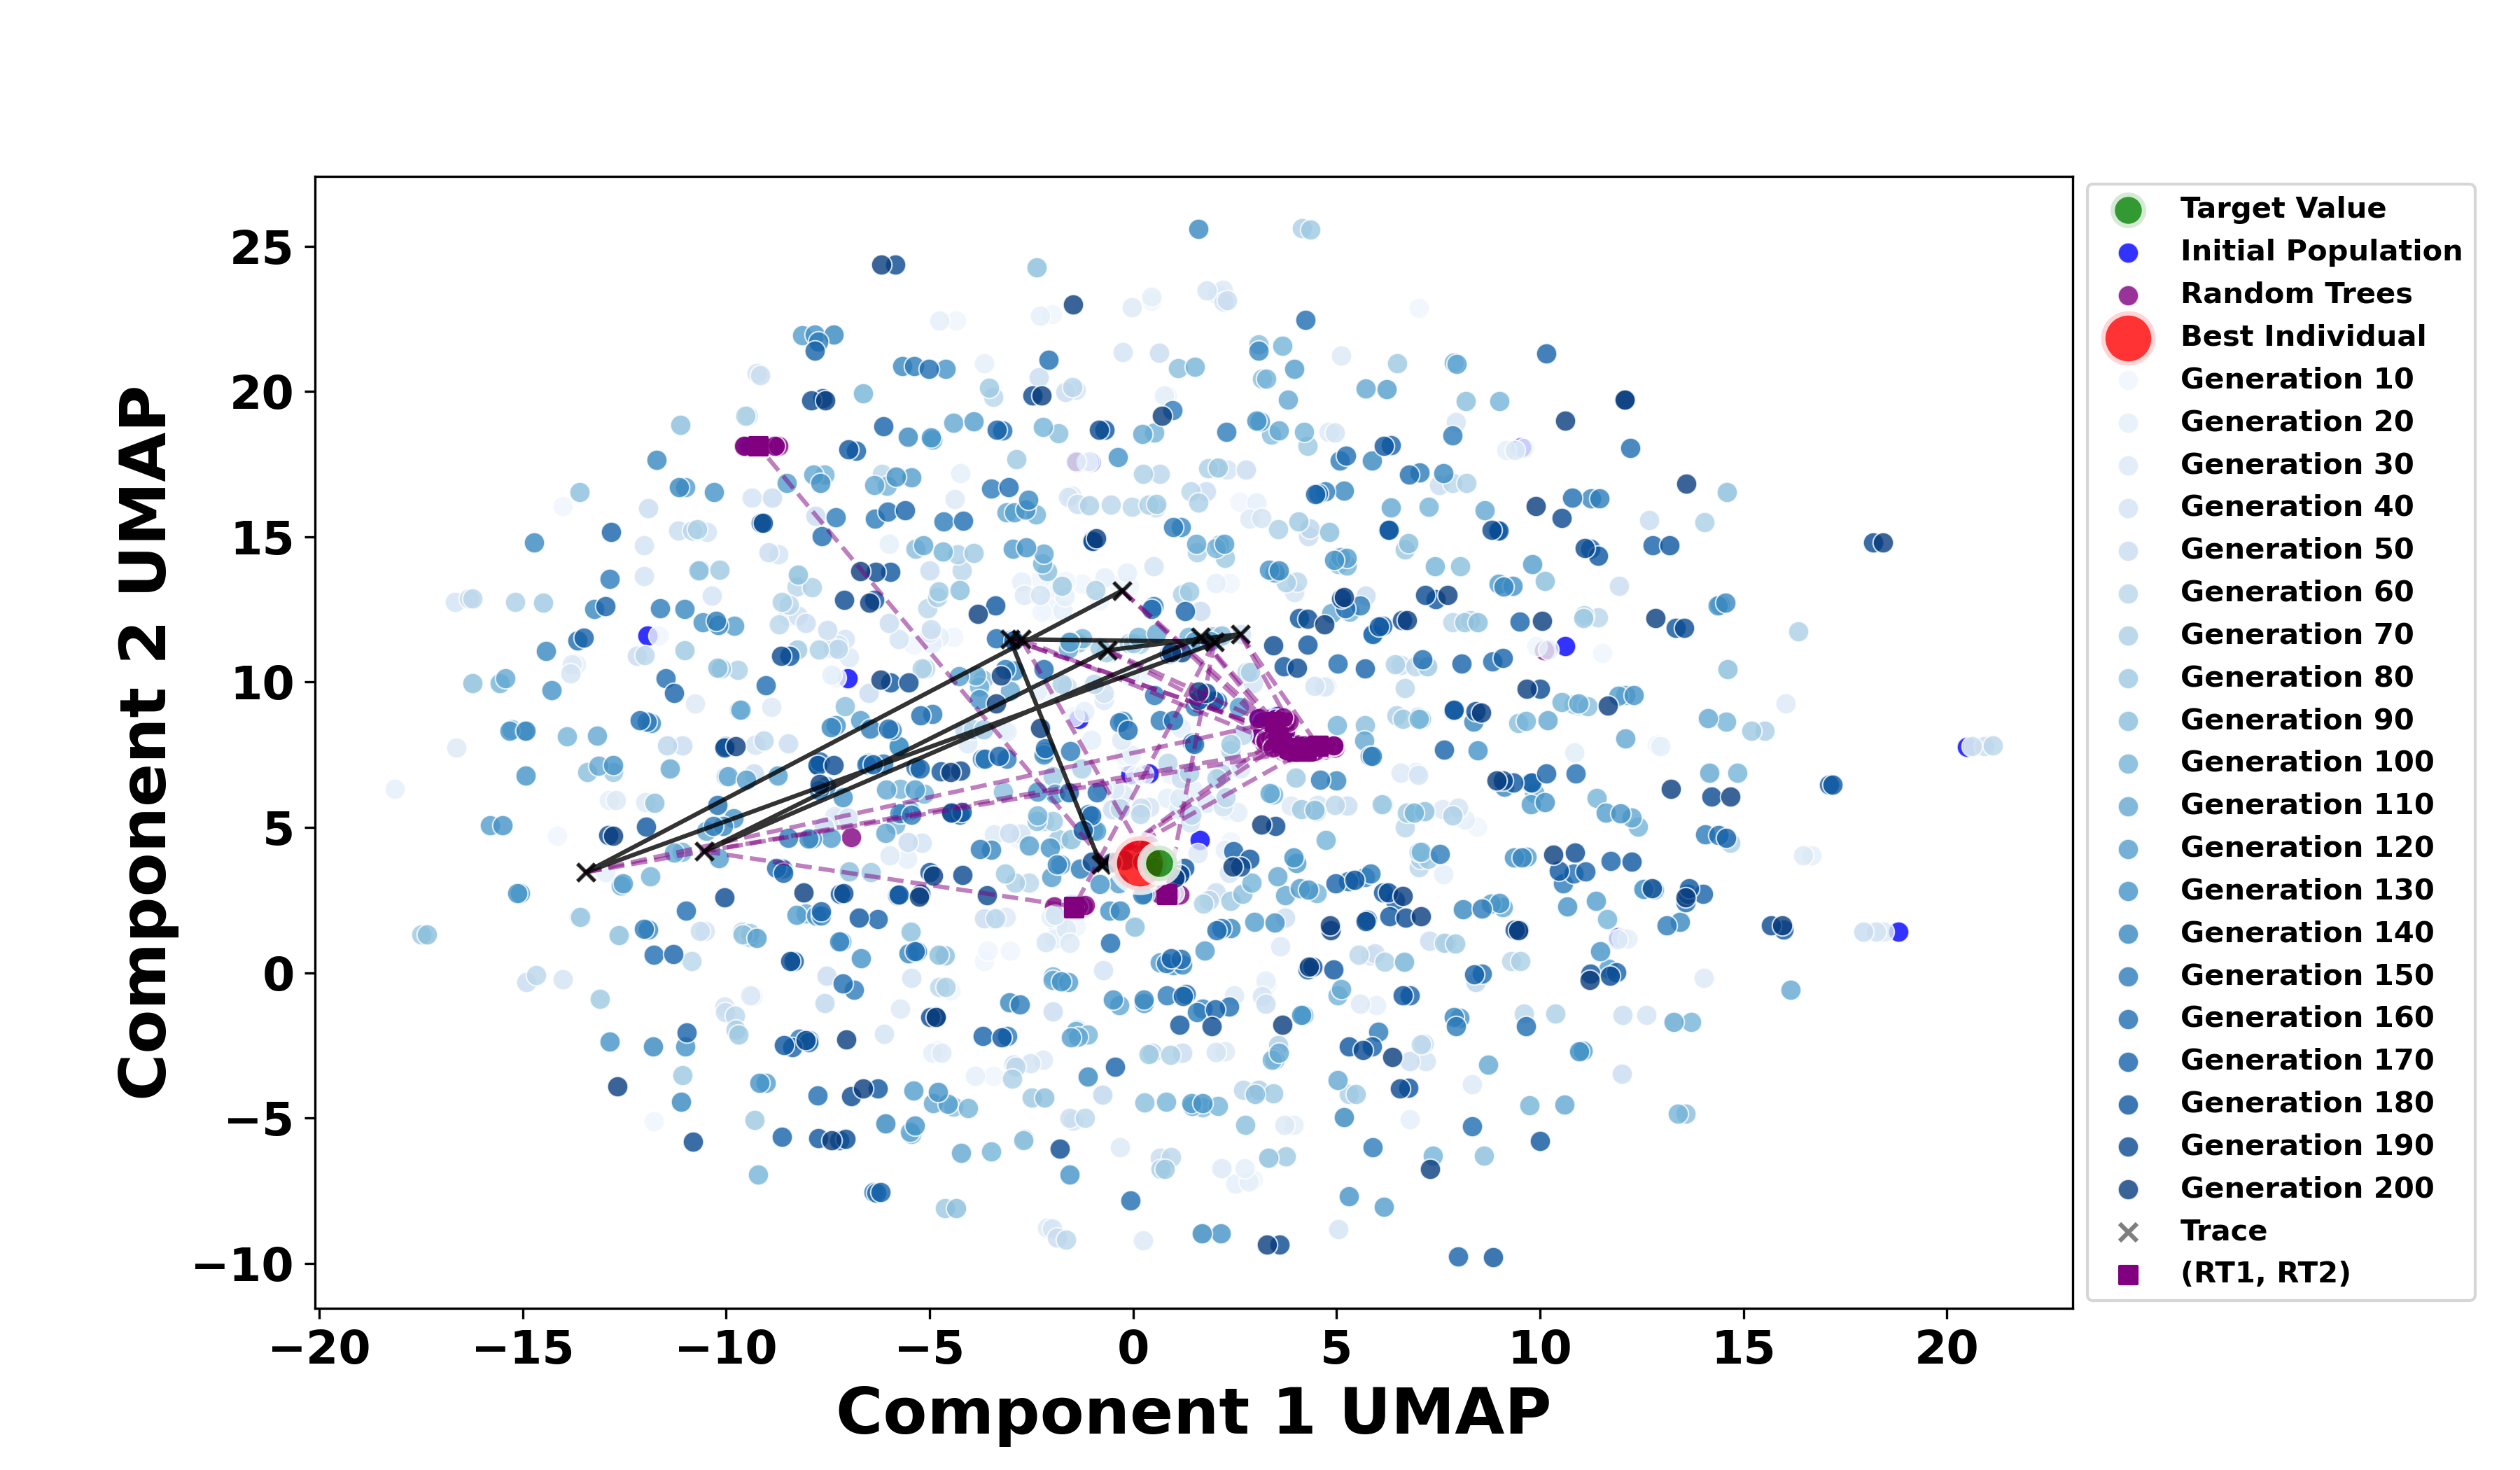 25
20
15
10
5
0
−5
−10
Component 2 UMAP
−20
−15
−10
−5
0
5
10
15
20
Component 1 UMAP
Target Value
Initial Population
Random Trees
Best Individual
Generation 10
Generation 20
Generation 30
Generation 40
Generation 50
Generation 60
Generation 70
Generation 80
Generation 90
Generation 100
Generation 110
Generation 120
Generation 130
Generation 140
Generation 150
Generation 160
Generation 170
Generation 180
Generation 190
Generation 200
Trace
(RT1, RT2)